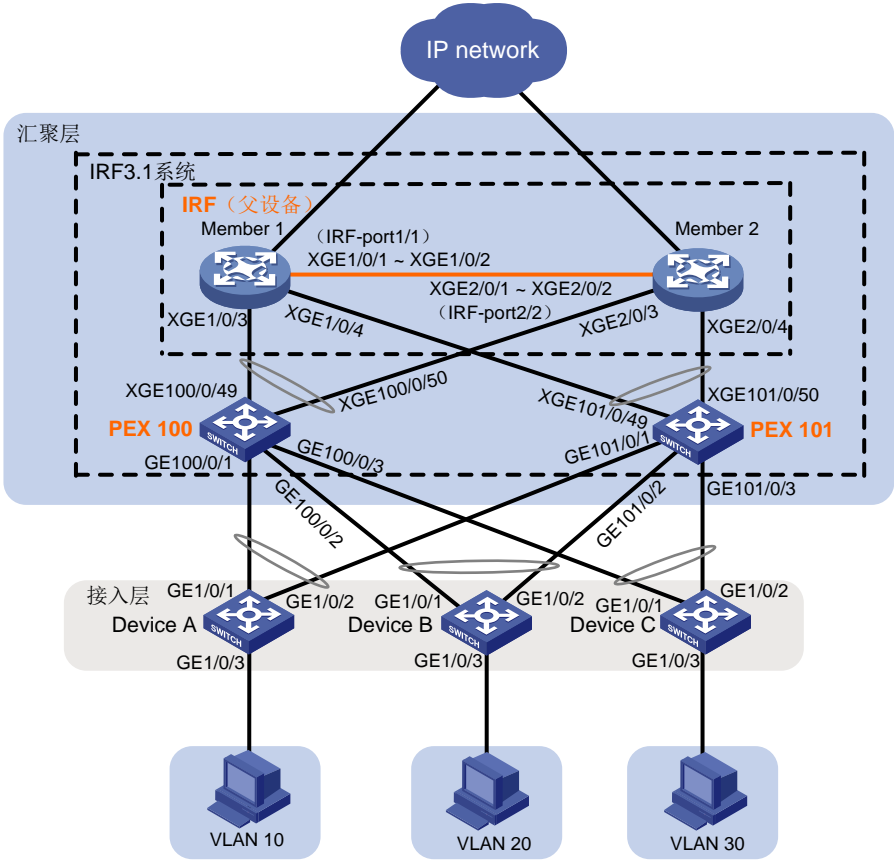 IP network
汇聚层
IRF3.1系统
IRF（父设备）
Member 1
Member 2
（IRF-port1/1）
XGE1/0/1 ~ XGE1/0/2
XGE2/0/1 ~ XGE2/0/2
（IRF-port2/2）
XGE1/0/3
XGE1/0/4
XGE2/0/3
XGE2/0/4
XGE100/0/49
XGE100/0/50
XGE101/0/49
XGE101/0/50
PEX 100
SWITCH
PEX 101
SWITCH
GE100/0/1
GE100/0/3
GE101/0/1
GE100/0/2
GE101/0/2
GE101/0/3
接入层
GE1/0/1
GE1/0/2
GE1/0/1
GE1/0/2
GE1/0/1
GE1/0/2
Device A
SWITCH
Device B
SWITCH
Device C
SWITCH
GE1/0/3
GE1/0/3
GE1/0/3
VLAN 10
VLAN 20
VLAN 30